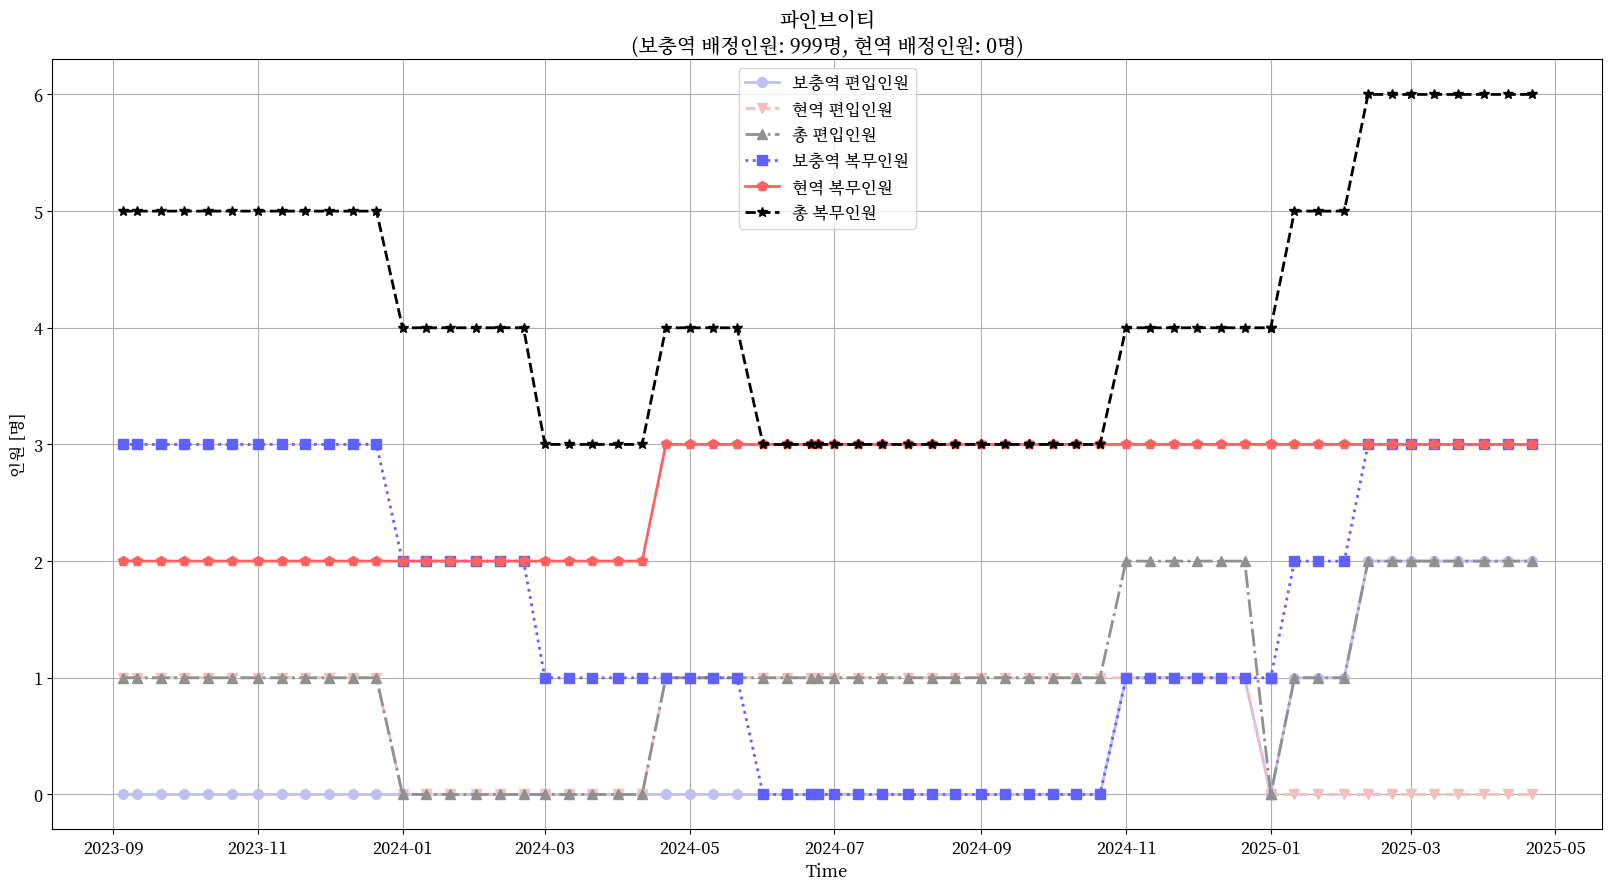 파인브이티
(보충역 배정인원: 999명, 현역 배정인원: 0명)
보충역 편입인원
현역 편입인원
총 편입인원
보충역 복무인원
현역 복무인원
총 복무인원
인원 [명]
6
5
4
3
2
1
0
2023-09
2023-11
2024-01
2024-03
2024-05
2024-07
2024-09
2024-11
2025-01
2025-03
2025-05
Time